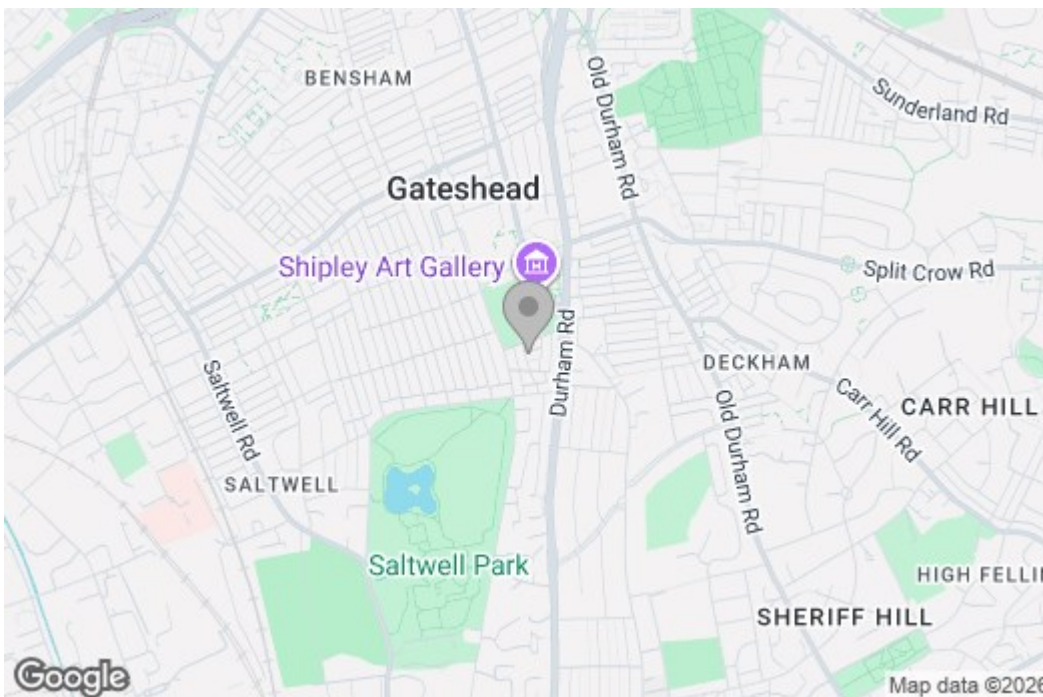 BENSHAM
Old Durham Rd
Sunderland Rd
Gateshead
Shipley Art Gallery
Split Crow Rd
Durham Rd
DECKHAM
Saltwell Rd
Carr Hill Rd
CARR HILL
Old Durham Rd
SALTWELL
Saltwell Park
HIGH FELLIN
SHERIFF HILL
Google
Map data ©2026